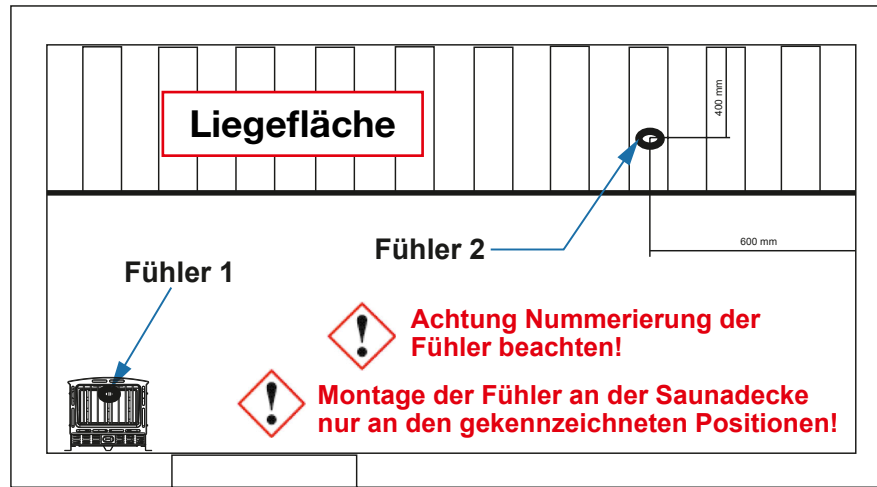 Liegefläche
400 mm
Fühler 2
600 mm
Fühler 1
Achtung Nummerierung der
Fühler beachten!
Montage der Fühler an der Saunadecke
nur an den gekennzeichneten Positionen!